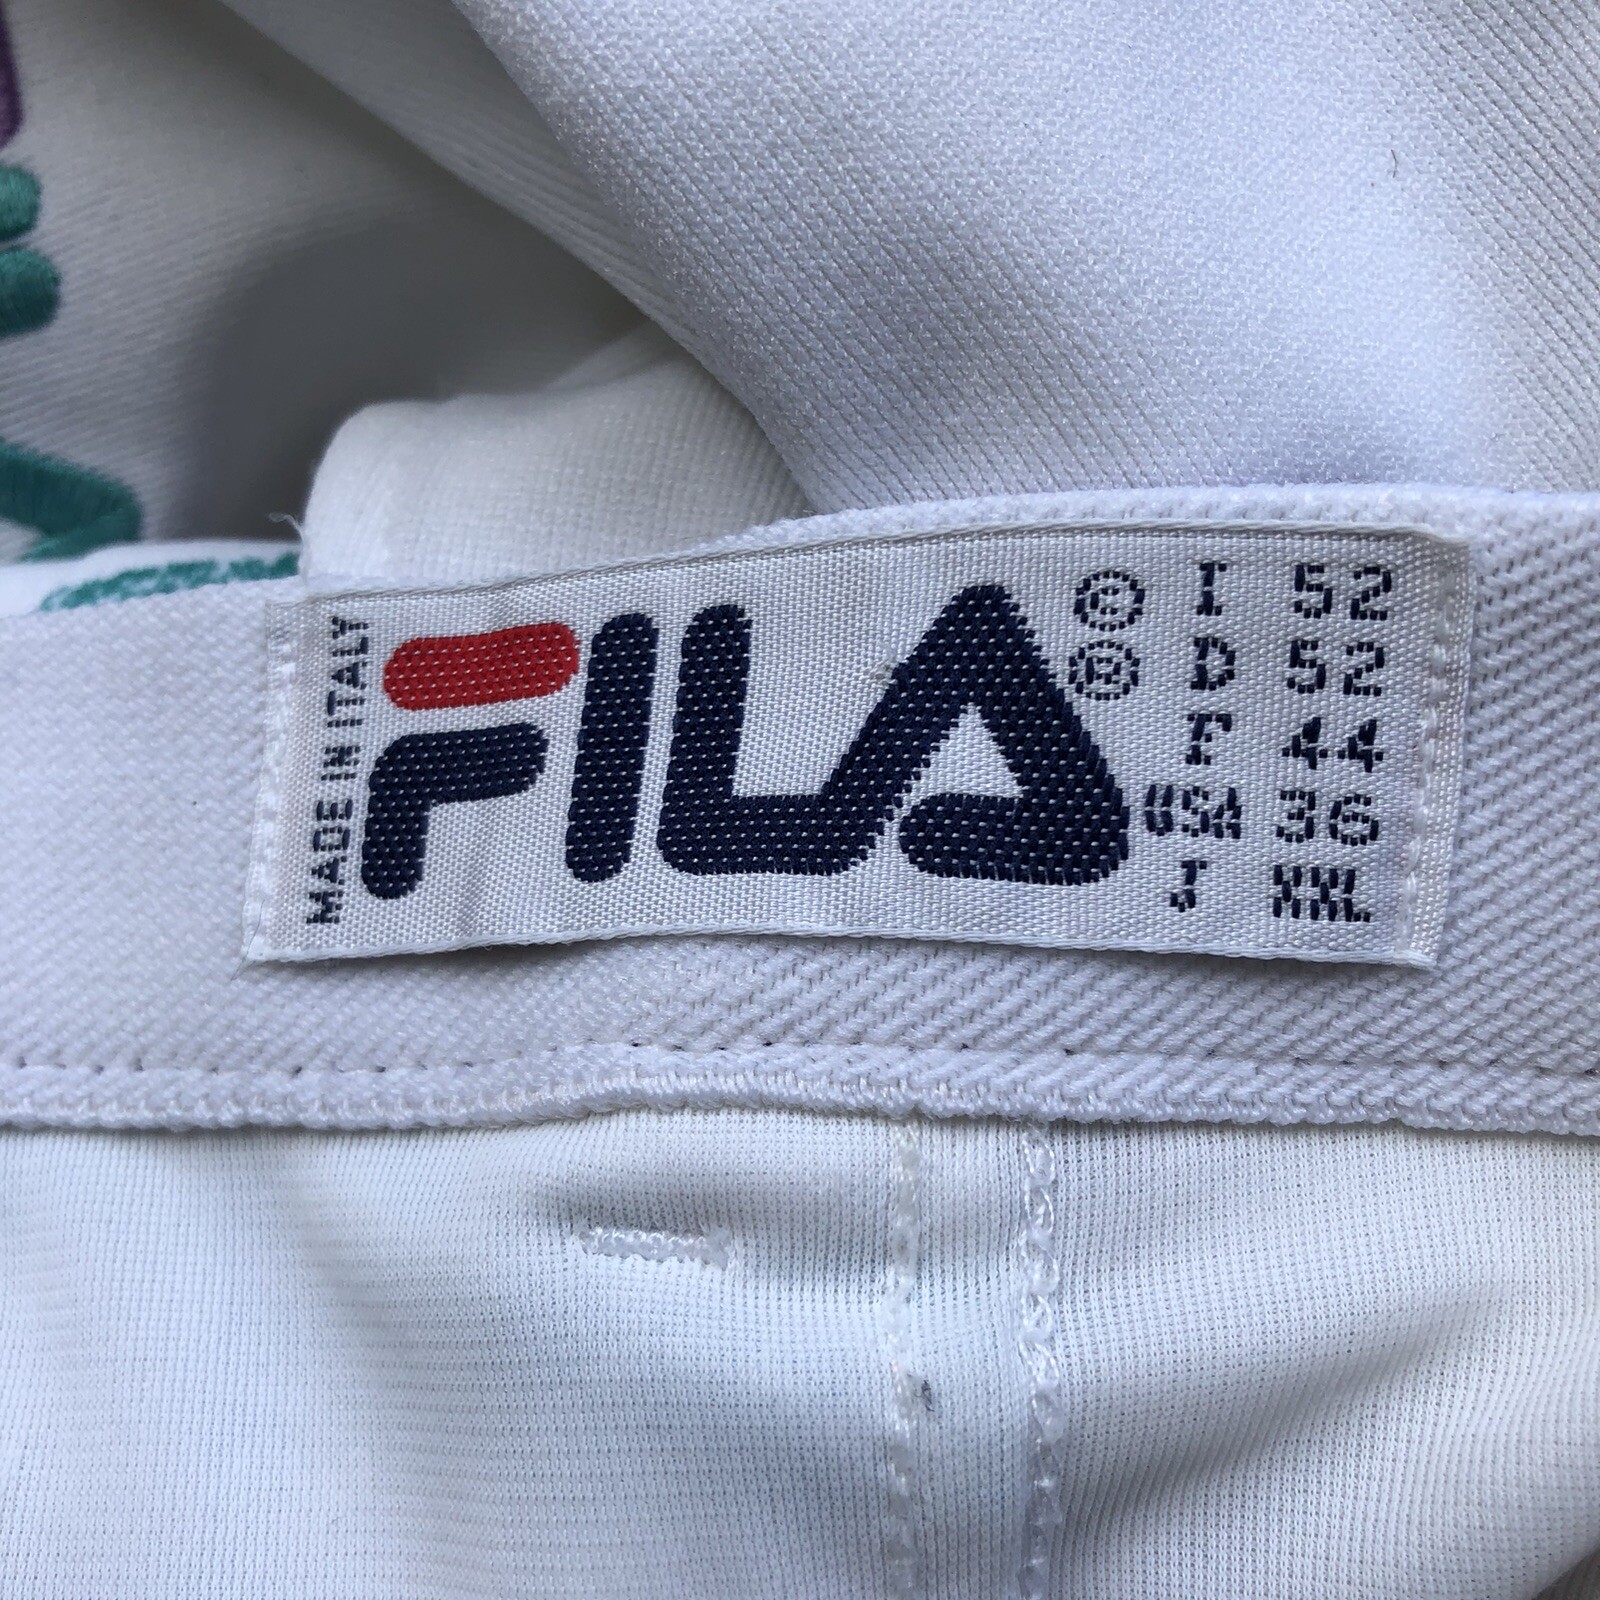 MADE IN ITALY
FILA
© I 52
® D 52
F 44
USA 36
J XXL